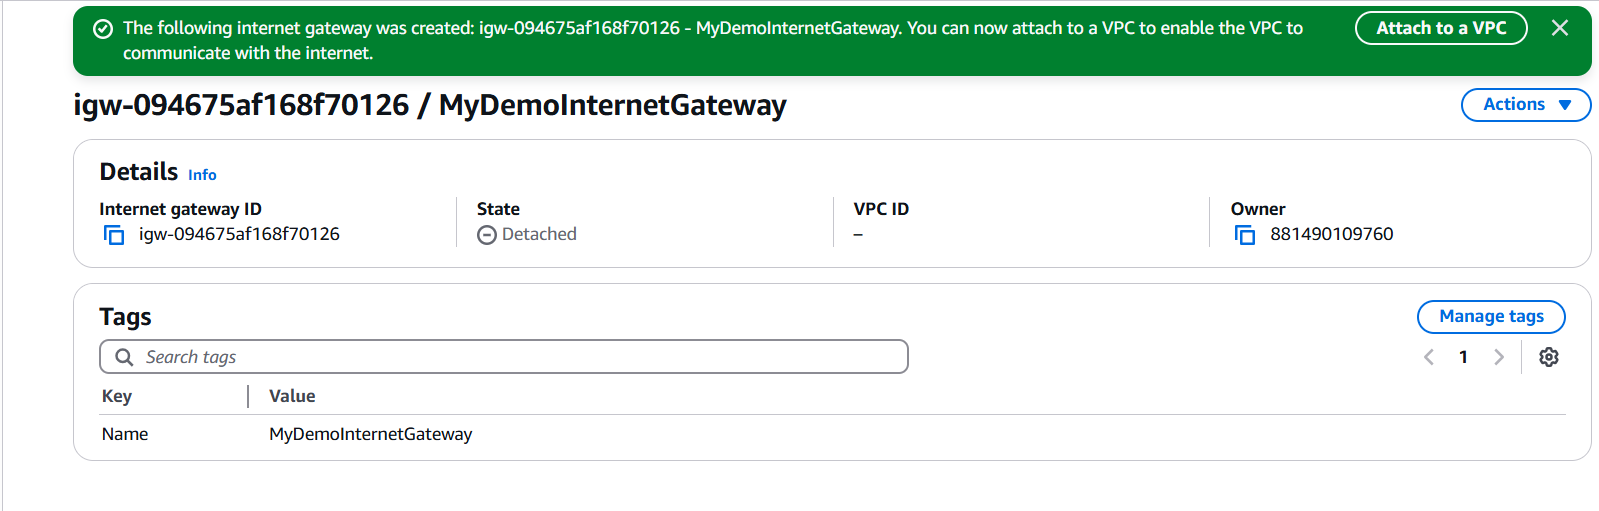 The following internet gateway was created: igw-094675af168f70126 - MyDemoInternetGateway. You can now attach to a VPC to enable the VPC to
communicate with the internet.
Attach to a VPC
igw-094675af168f70126 / MyDemoInternetGateway
Actions
Details Info
Internet gateway ID
igw-094675af168f70126
State
Detached
VPC ID
–
Owner
881490109760
Tags
Manage tags
Search tags
1
Key Value
Name MyDemoInternetGateway